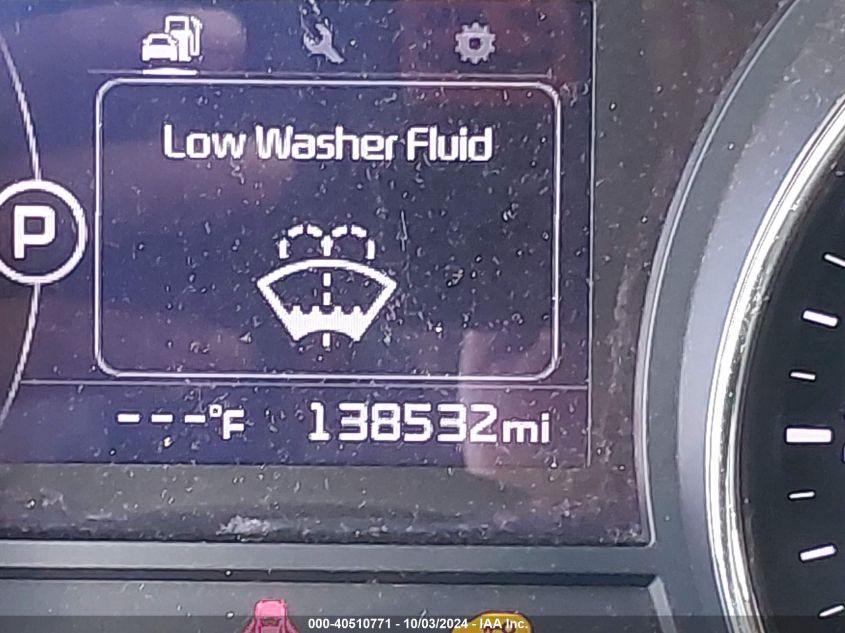 Low Washer Fluid
P
---°F 138532mi
000-40510771 - 10/03/2024 - IAA Inc.